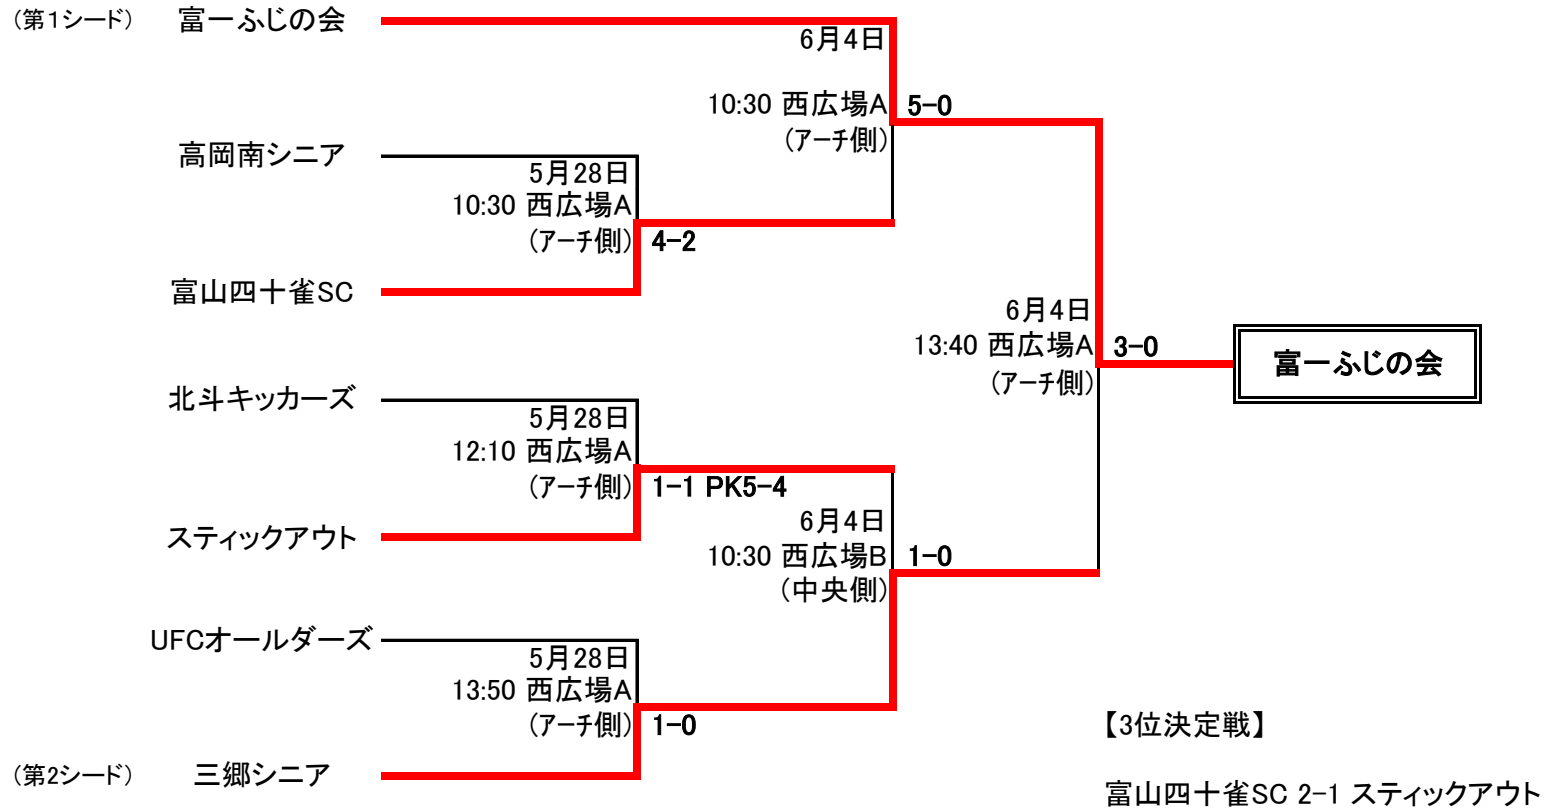 (第1シード) 富一ふじの会
6月4日
10:30 西広場A 5-0
(アーチ側)
高岡南シニア
5月28日
10:30 西広場A
(アーチ側) 4-2
富山四十雀SC
6月4日
13:40 西広場A 3-0
(アーチ側)
富一ふじの会
北斗キッカーズ
5月28日
12:10 西広場A
(アーチ側) 1-1 PK5-4
スティックアウト
6月4日
10:30 西広場B 1-0
(中央側)
UFCオールダーズ
5月28日
13:50 西広場A
(アーチ側) 1-0
(第2シード) 三郷シニア
【3位決定戦】
富山四十雀SC 2-1 スティックアウト